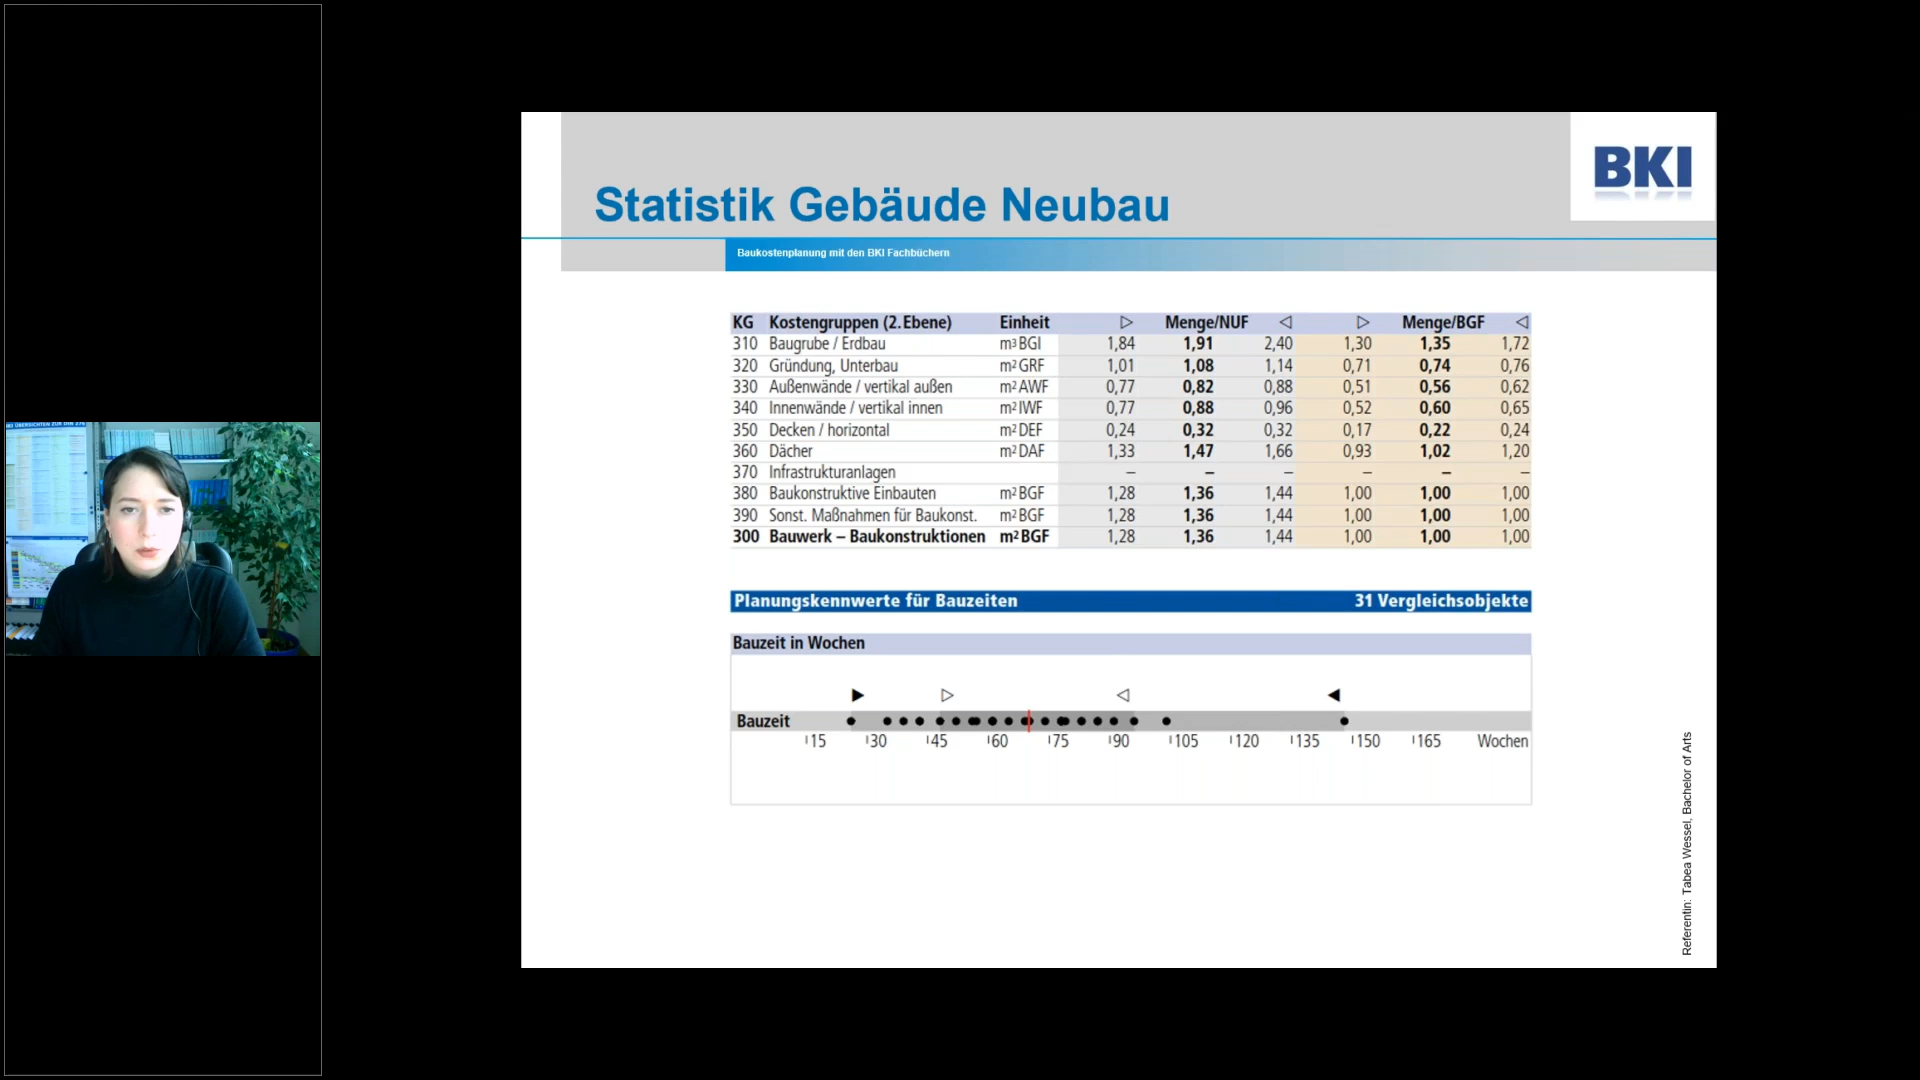 BKI
Statistik Gebäude Neubau
Baukostenplanung mit den BKI Fachbüchern
KG Kostengruppen (2. Ebene) Einheit ▷ Menge/NUF ◁ ▷ Menge/BGF ◁
310 Baugrube / Erdbau m³ BGI 1,84 1,91 2,40 1,30 1,35 1,72
320 Gründung, Unterbau m² GRF 1,01 1,08 1,14 0,71 0,74 0,76
330 Außenwände / vertikal außen m² AWF 0,77 0,82 0,88 0,51 0,56 0,62
340 Innenwände / vertikal innen m² IWF 0,77 0,88 0,96 0,52 0,60 0,65
350 Decken / horizontal m² DEF 0,24 0,32 0,32 0,17 0,22 0,24
360 Dächer m² DAF 1,33 1,47 1,66 0,93 1,02 1,20
370 Infrastrukturanlagen – – – – – –
380 Baukonstruktive Einbauten m² BGF 1,28 1,36 1,44 1,00 1,00 1,00
390 Sonst. Maßnahmen für Baukonst. m² BGF 1,28 1,36 1,44 1,00 1,00 1,00
300 Bauwerk – Baukonstruktionen m² BGF 1,28 1,36 1,44 1,00 1,00 1,00
Planungskennwerte für Bauzeiten 31 Vergleichsobjekte
Bauzeit in Wochen
Bauzeit
15 30 45 60 75 90 105 120 135 150 165 Wochen
Referentin: Tabea Wessel, Bachelor of Arts